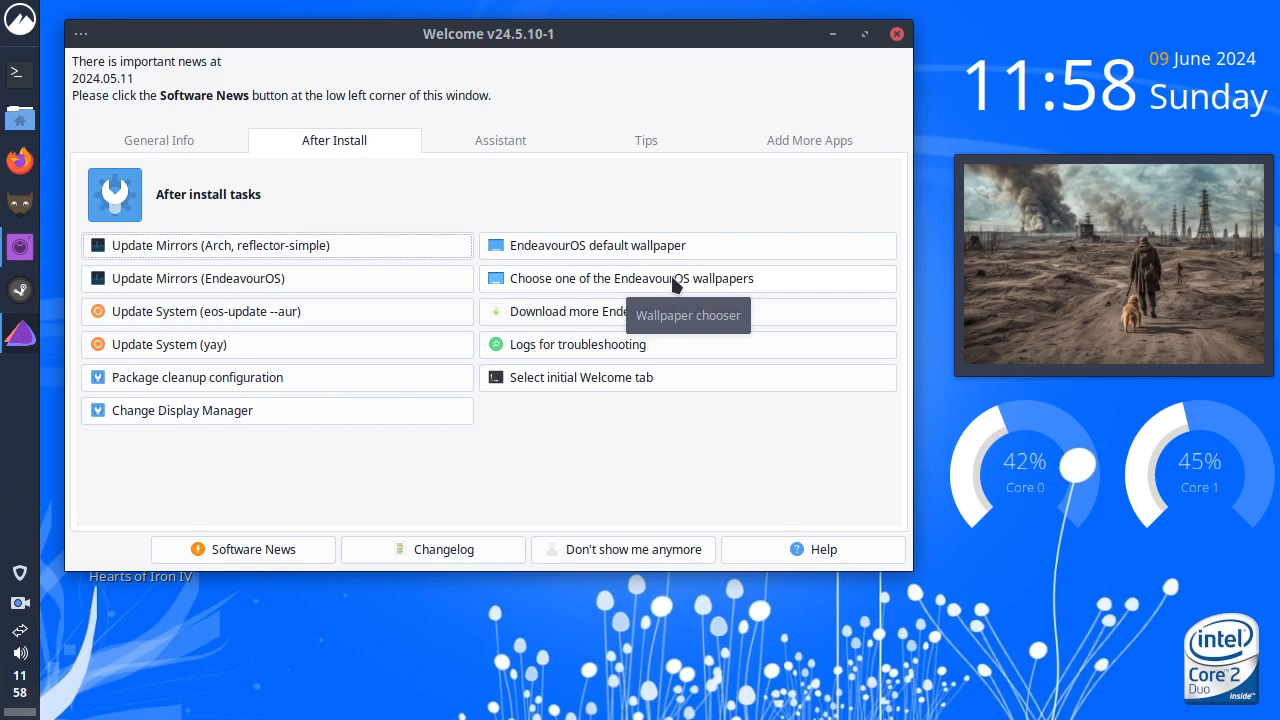 Welcome v24.5.10-1
There is important news at
2024.05.11
Please click the Software News button at the low left corner of this window.
General Info
After Install
Assistant
Tips
Add More Apps
After install tasks
Update Mirrors (Arch, reflector-simple)
EndeavourOS default wallpaper
Update Mirrors (EndeavourOS)
Choose one of the EndeavourOS wallpapers
Update System (eos-update --aur)
Download more Ende
Wallpaper chooser
Update System (yay)
Logs for troubleshooting
Package cleanup configuration
Select initial Welcome tab
Change Display Manager
Software News
Changelog
Don't show me anymore
Help
Hearts of Iron IV
11:58
09 June 2024
Sunday
42%
Core 0
45%
Core 1
intel
Core™2
Duo
inside™
11
58